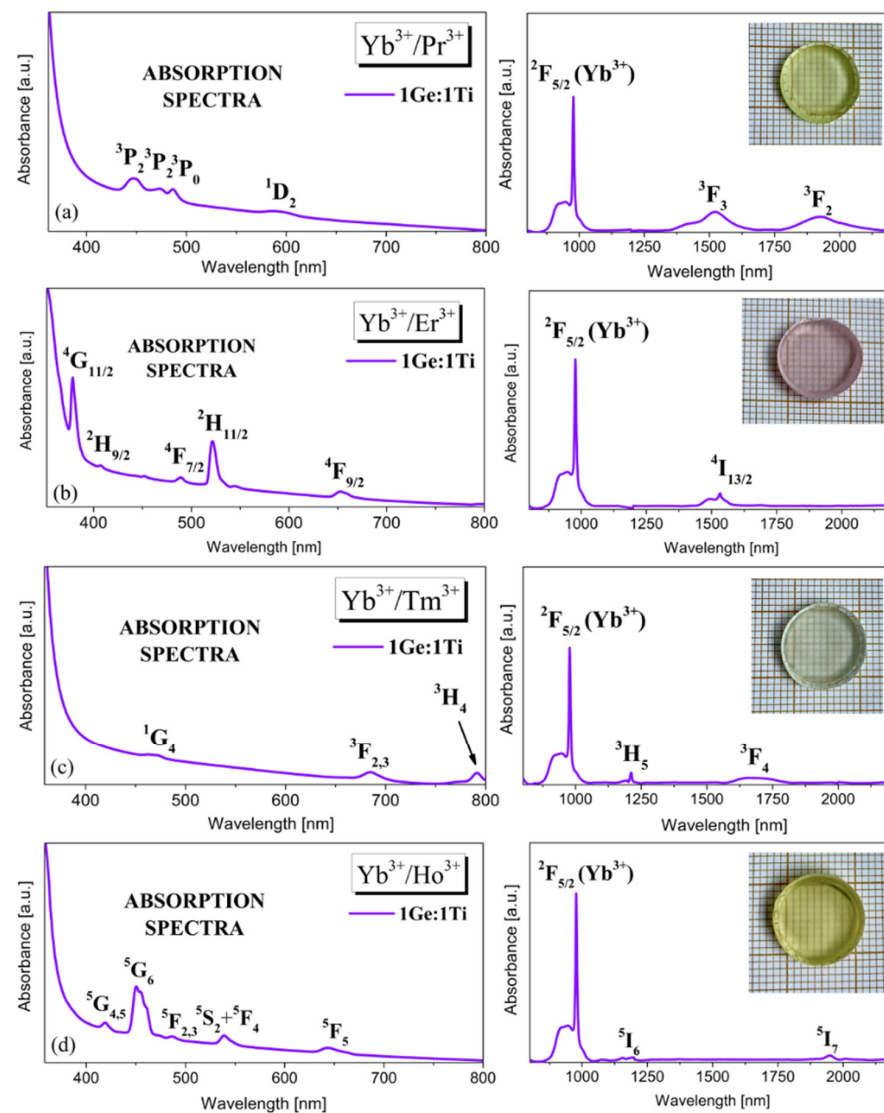 Yb³⁺/Pr³⁺
ABSORPTION
SPECTRA
1Ge:1Ti
³P₂ ³P₂ ³P₀
¹D₂
(a)
Absorbance [a.u.]
400 500 600 700 800
Wavelength [nm]
²F₅/₂ (Yb³⁺)
³F₃
³F₂
Absorbance [a.u.]
1000 1250 1500 1750 2000
Wavelength [nm]
Yb³⁺/Er³⁺
ABSORPTION
SPECTRA
1Ge:1Ti
⁴G₁₁/₂
²H₉/₂
⁴F₇/₂
²H₁₁/₂
⁴F₉/₂
(b)
Absorbance [a.u.]
400 500 600 700 800
Wavelength [nm]
²F₅/₂ (Yb³⁺)
⁴I₁₃/₂
Absorbance [a.u.]
1000 1250 1500 1750 2000
Wavelength [nm]
Yb³⁺/Tm³⁺
ABSORPTION
SPECTRA
1Ge:1Ti
¹G₄
³F₂,₃
³H₄
(c)
Absorbance [a.u.]
400 500 600 700 800
Wavelength [nm]
²F₅/₂ (Yb³⁺)
³H₅
³F₄
Absorbance [a.u.]
1000 1250 1500 1750 2000
Wavelength [nm]
Yb³⁺/Ho³⁺
ABSORPTION
SPECTRA
1Ge:1Ti
⁵G₄,₅
⁵G₆
⁵F₂,₃
⁵S₂+⁵F₄
⁵F₅
(d)
Absorbance [a.u.]
400 500 600 700 800
Wavelength [nm]
²F₅/₂ (Yb³⁺)
⁵I₆
⁵I₇
Absorbance [a.u.]
1000 1250 1500 1750 2000
Wavelength [nm]